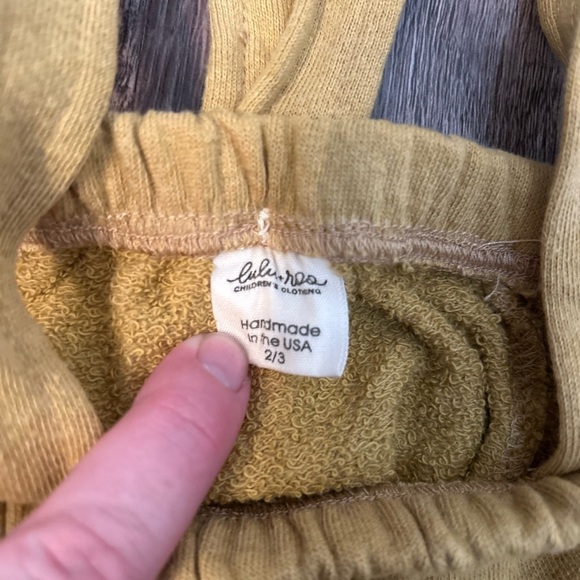 lulu + roo
CHILDREN'S CLOTHING
Handmade
in the USA
2/3